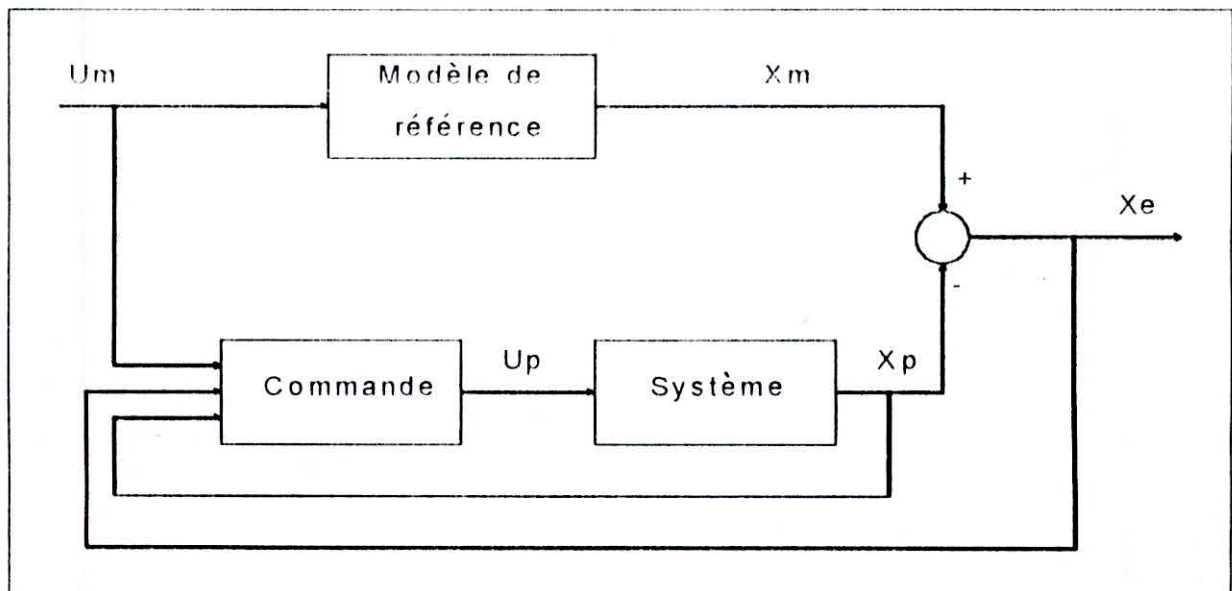 Um
Modèle de
référence
Xm
+
Xe
-
Commande
Up
Système
Xp